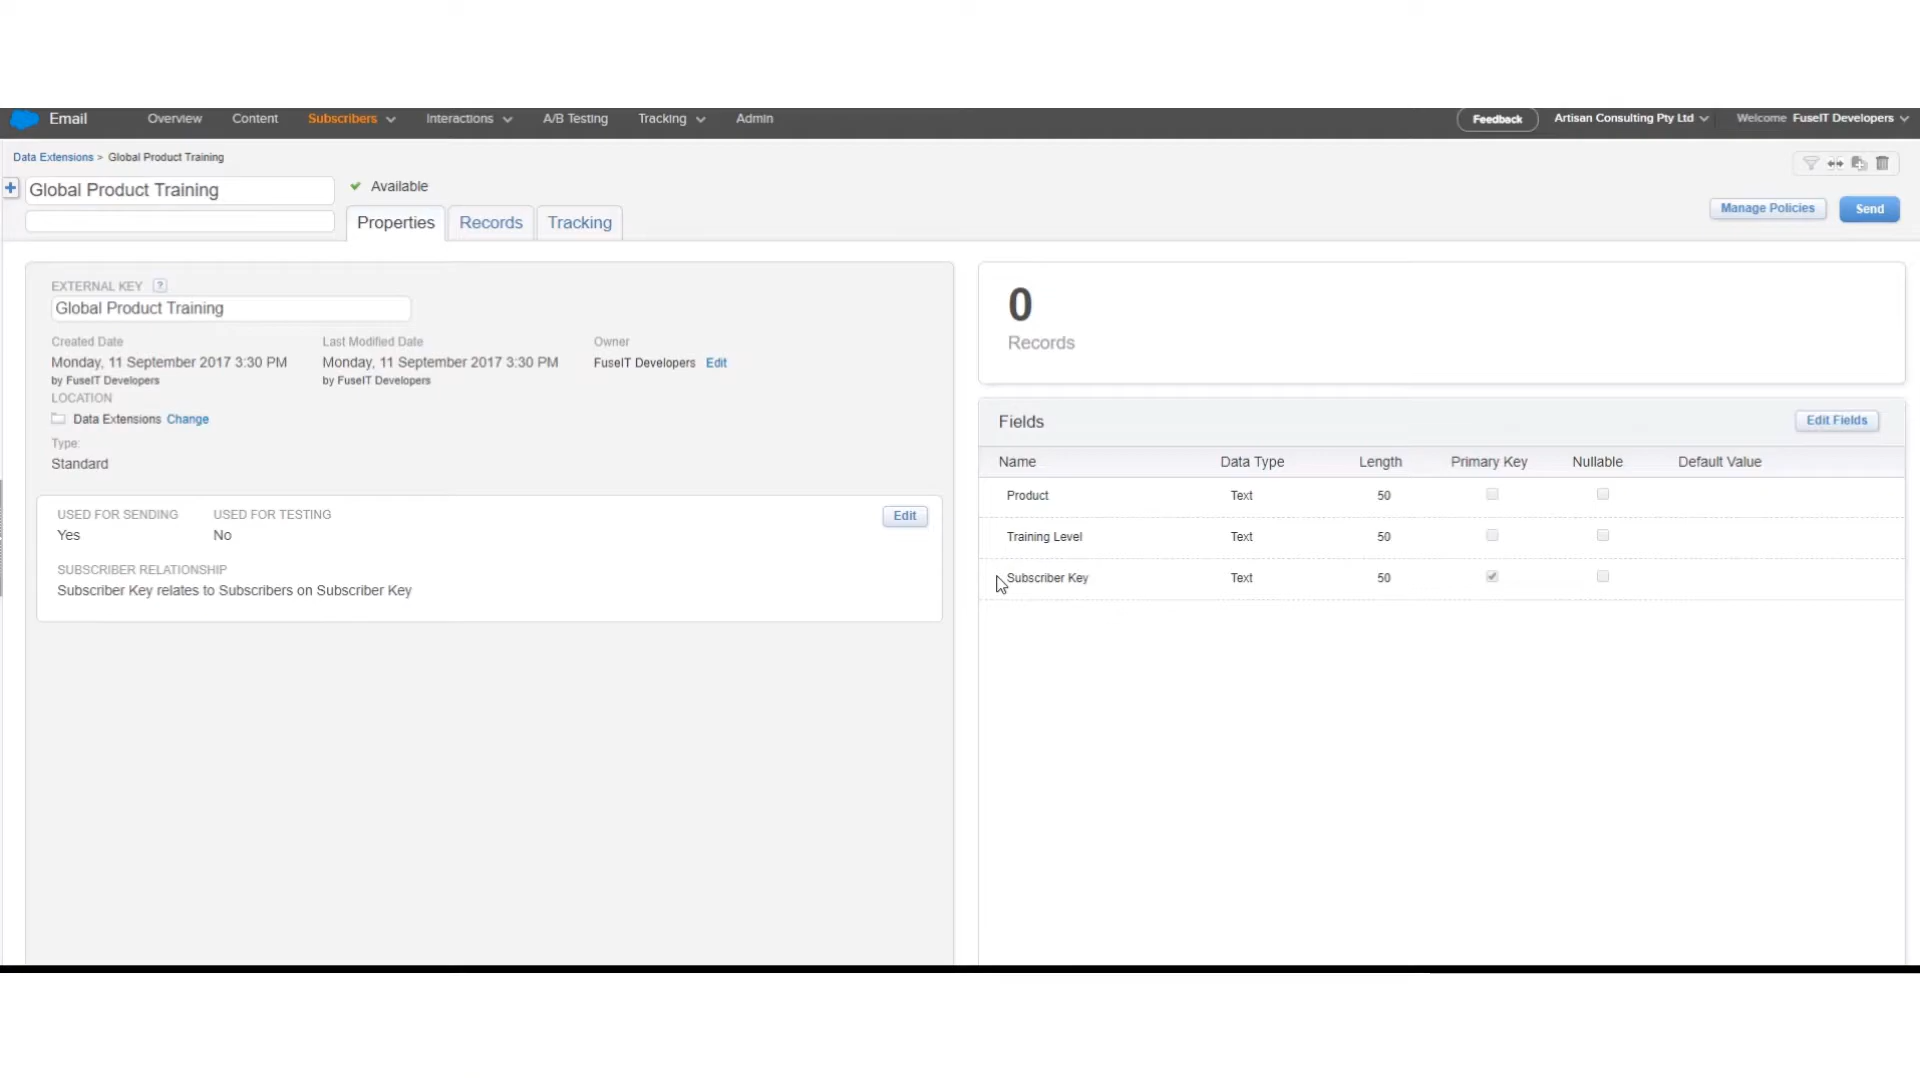 Email Overview Content Subscribers Interactions A/B Testing Tracking Admin Feedback Artisan Consulting Pty Ltd Welcome FuseIT Developers
Data Extensions > Global Product Training
Global Product Training
Available
Properties Records Tracking
Manage Policies Send
EXTERNAL KEY ?
Global Product Training
Created Date Last Modified Date Owner
Monday, 11 September 2017 3:30 PM Monday, 11 September 2017 3:30 PM FuseIT Developers Edit
by FuseIT Developers by FuseIT Developers
LOCATION
Data Extensions Change
Type:
Standard
USED FOR SENDING USED FOR TESTING Edit
Yes No
SUBSCRIBER RELATIONSHIP
Subscriber Key relates to Subscribers on Subscriber Key
0
Records
Fields Edit Fields
Name Data Type Length Primary Key Nullable Default Value
Product Text 50
Training Level Text 50
Subscriber Key Text 50